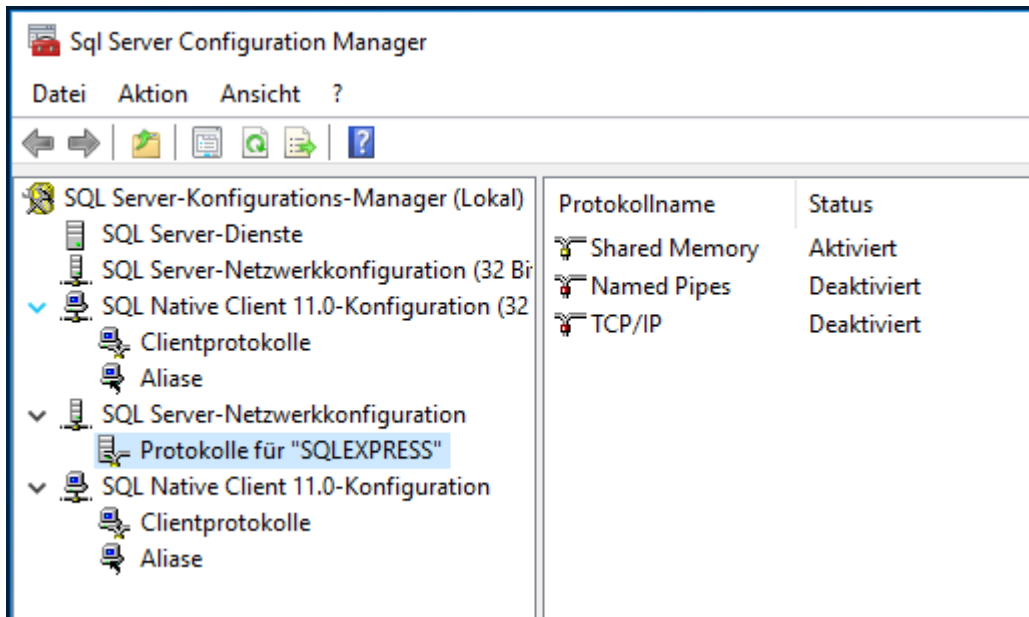 Sql Server Configuration Manager
Datei Aktion Ansicht ?
SQL Server-Konfigurations-Manager (Lokal)
SQL Server-Dienste
SQL Server-Netzwerkkonfiguration (32 Bi
SQL Native Client 11.0-Konfiguration (32
Clientprotokolle
Aliase
SQL Server-Netzwerkkonfiguration
Protokolle für "SQLEXPRESS"
SQL Native Client 11.0-Konfiguration
Clientprotokolle
Aliase
Protokollname Status
Shared Memory Aktiviert
Named Pipes Deaktiviert
TCP/IP Deaktiviert